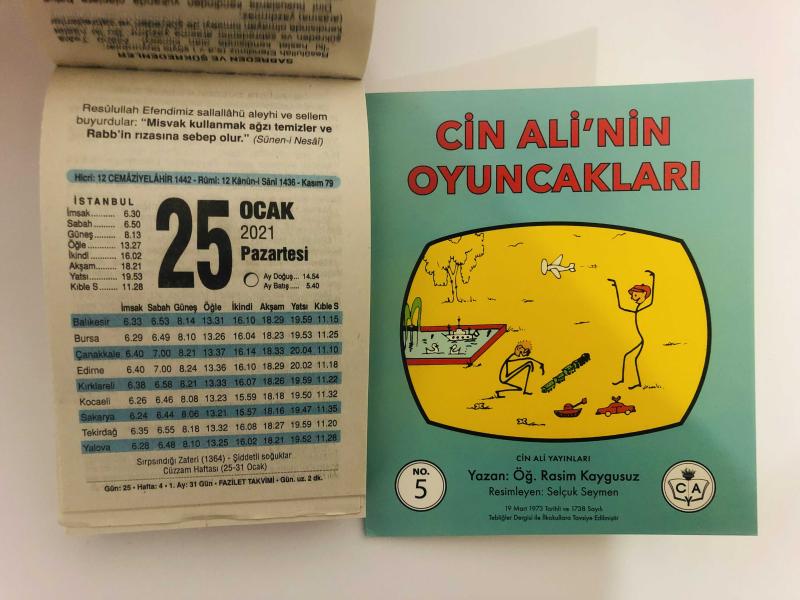 SABREDEN VE ŞÜKREDENLER
Resûlullah Efendimiz sallallâhü aleyhi ve sellem
buyurdular: “Misvak kullanmak ağzı temizler ve
Rabb'in rızasına sebep olur.” (Sünen-i Nesâî)
Hicrî: 12 CEMÂZİYELÂHİR 1442 - Rûmî: 12 Kânûn-i Sânî 1436 - Kasım 79
İSTANBUL
İmsak.......... 6.30
Sabah ........ 6.50
Güneş ........ 8.13
Öğle .......... 13.27
İkindi ......... 16.02
Akşam........ 18.21
Yatsı.......... 19.53
Kıble S ....... 11.28
25
OCAK
2021
Pazartesi
Ay Doğuş... 14.54
Ay Batış..... 5.40
İmsak Sabah Güneş Öğle İkindi Akşam Yatsı Kıble S
Balıkesir 6.33 6.53 8.14 13.31 16.10 18.29 19.59 11.15
Bursa 6.29 6.49 8.10 13.26 16.04 18.23 19.53 11.25
Çanakkale 6.40 7.00 8.21 13.37 16.14 18.33 20.04 11.10
Edirne 6.40 7.00 8.24 13.36 16.10 18.29 20.02 11.18
Kırklareli 6.38 6.58 8.21 13.33 16.07 18.26 19.59 11.22
Kocaeli 6.26 6.46 8.08 13.23 15.59 18.18 19.50 11.32
Sakarya 6.24 6.44 8.06 13.21 15.57 18.16 19.47 11.35
Tekirdağ 6.35 6.55 8.18 13.32 16.08 18.27 19.59 11.20
Yalova 6.28 6.48 8.10 13.25 16.02 18.21 19.52 11.28
Sırpsındığı Zaferi (1364) - Şiddetli soğuklar
Cüzzam Haftası (25-31 Ocak)
Gün: 25 • Hafta: 4 • 1. Ay: 31 Gün • FAZİLET TAKVİMİ • Gün. uz. 2 dk.
CİN ALİ'NİN
OYUNCAKLARI
CİN ALİ YAYINLARI
Yazan: Öğ. Rasim Kaygusuz
Resimleyen: Selçuk Seymen
19 Mart 1973 Tarihli ve 1738 Sayılı
Tebliğler Dergisi ile İlkokullara Tavsiye Edilmiştir
NO.
5
C A Y